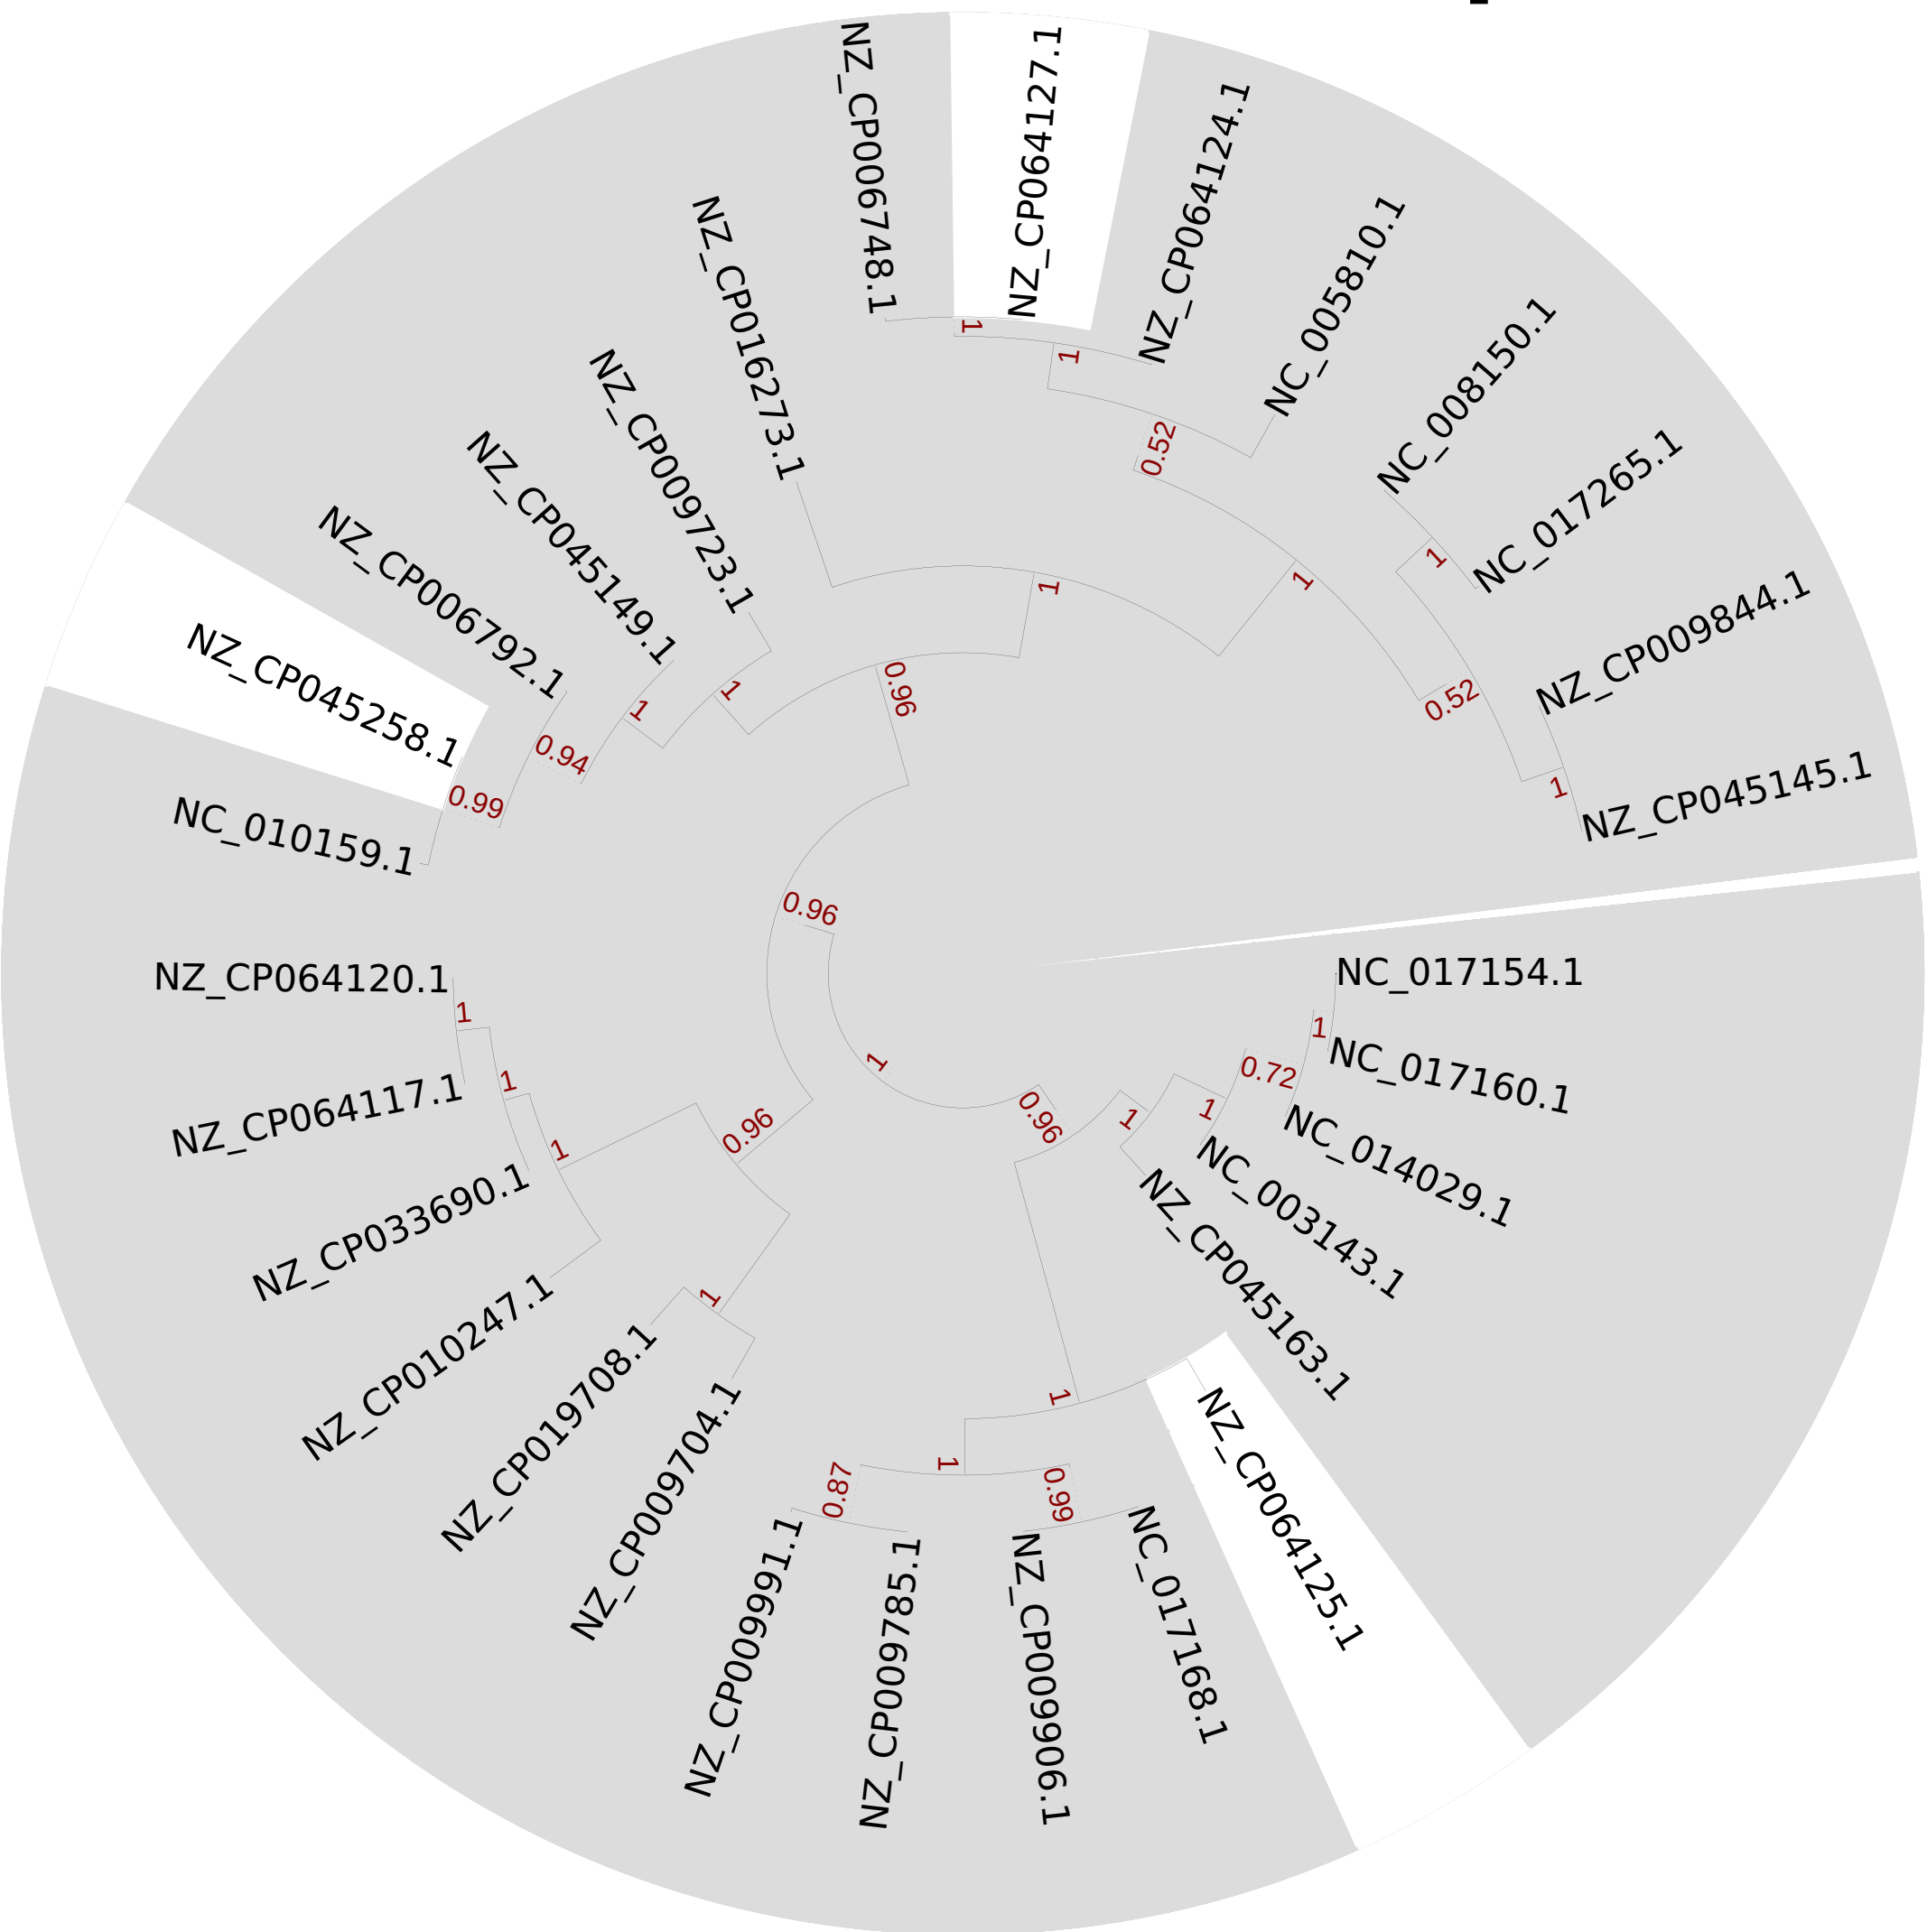 NZ_CP006748.1
NZ_CP064127.1
NZ_CP064124.1
NC_005810.1
NC_008150.1
NC_017265.1
NZ_CP009844.1
NZ_CP045145.1
NC_017154.1
NC_017160.1
NC_014029.1
NC_003143.1
NZ_CP045163.1
NZ_CP064125.1
NC_017168.1
NZ_CP009906.1
NZ_CP009785.1
NZ_CP009991.1
NZ_CP009704.1
NZ_CP019708.1
NZ_CP010247.1
NZ_CP033690.1
NZ_CP064117.1
NZ_CP064120.1
NC_010159.1
NZ_CP045258.1
NZ_CP006792.1
NZ_CP045149.1
NZ_CP009723.1
NZ_CP016273.1
1
1
0.52
1
1
0.52
1
1
0.96
1
1
0.94
0.99
0.96
1
1
1
1
0.96
1
0.96
1
1
0.72
1
1
1
0.87
0.99